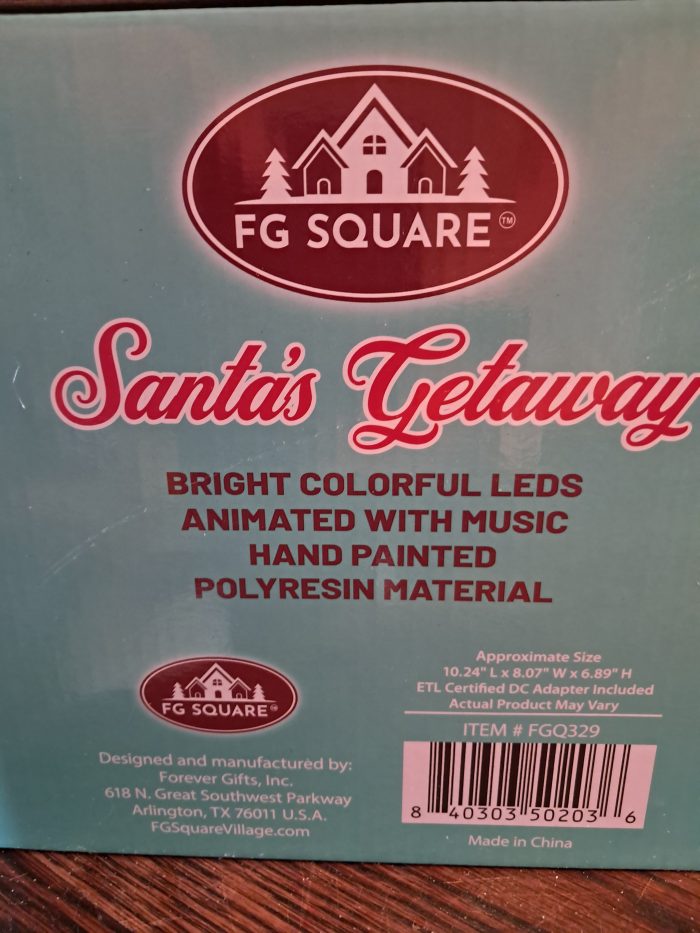 FG SQUARE™
Santa's Getaway
BRIGHT COLORFUL LEDS
ANIMATED WITH MUSIC
HAND PAINTED
POLYRESIN MATERIAL
FG SQUARE™
Designed and manufactured by:
Forever Gifts, Inc.
618 N. Great Southwest Parkway
Arlington, TX 76011 U.S.A.
FGSquareVillage.com
Approximate Size
10.24" L x 8.07" W x 6.89" H
ETL Certified DC Adapter Included
Actual Product May Vary
ITEM # FGQ329
8 40303 50203 6
Made in China